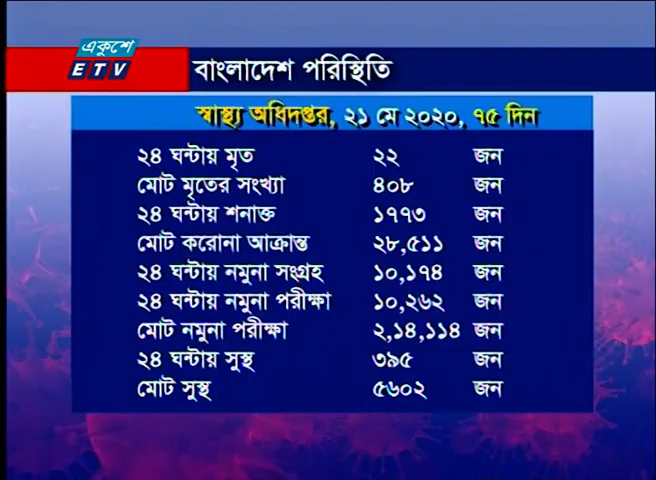 একুশে
ETV
বাংলাদেশ পরিস্থিতি
স্বাস্থ্য অধিদপ্তর, ২১ মে ২০২০, ৭৫ দিন
২৪ ঘন্টায় মৃত ২২ জন
মোট মৃতের সংখ্যা ৪০৮ জন
২৪ ঘন্টায় শনাক্ত ১৭৭৩ জন
মোট করোনা আক্রান্ত ২৮,৫১১ জন
২৪ ঘন্টায় নমুনা সংগ্রহ ১০,১৭৪ জন
২৪ ঘন্টায় নমুনা পরীক্ষা ১০,২৬২ জন
মোট নমুনা পরীক্ষা ২,১৪,১১৪ জন
২৪ ঘন্টায় সুস্থ ৩৯৫ জন
মোট সুস্থ ৫৬০২ জন